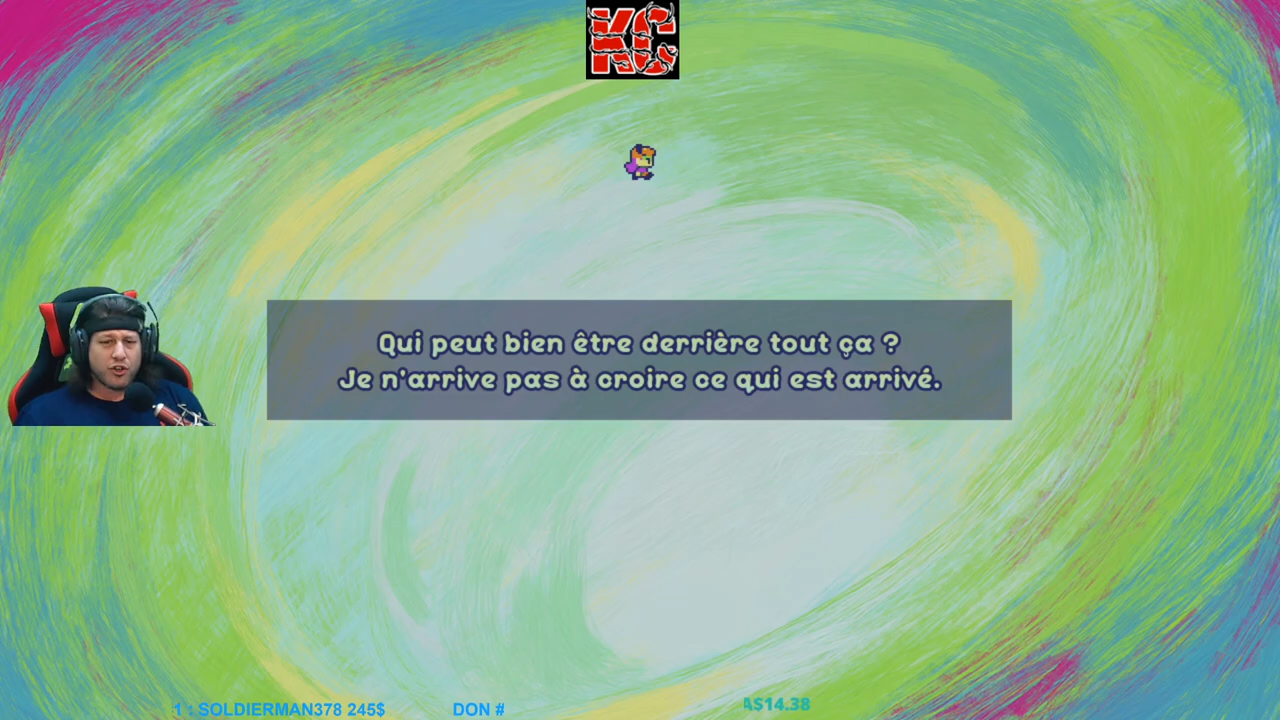 KC
Qui peut bien être derrière tout ça ?
Je n'arrive pas à croire ce qui est arrivé.
1 : SOLDIERMAN378 245$ DON # A$14.38